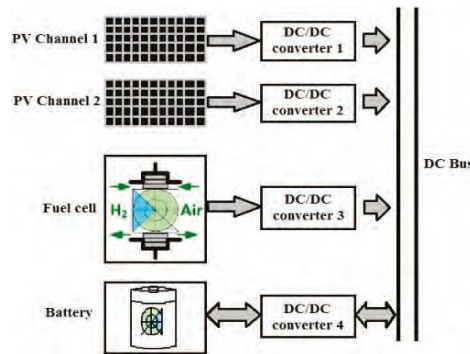 PV Channel 1
DC/DC
converter 1
PV Channel 2
DC/DC
converter 2
DC Bus
Fuel cell
H₂
Air
DC/DC
converter 3
Battery
DC/DC
converter 4